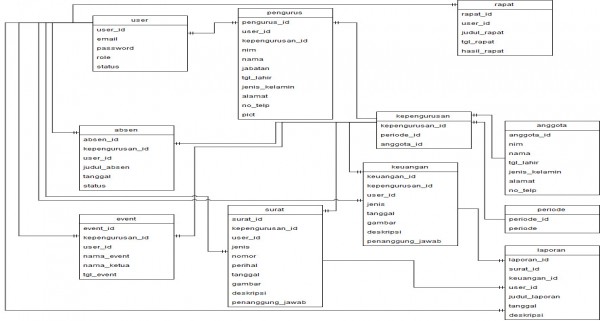 user
user_id
email
password
role
status
pengurus
pengurus_id
user_id
kepengurusan_id
nim
nama
jabatan
tgl_lahir
jenis_kelamin
alamat
no_telp
pict
rapat
rapat_id
user_id
judul_rapat
tgl_rapat
hasil_rapat
absen
absen_id
kepengurusan_id
user_id
judul_absen
tanggal
status
kepengurusan
kepengurusan_id
periode_id
anggota_id
anggota
anggota_id
nim
nama
tgl_lahir
jenis_kelamin
alamat
no_telp
keuangan
keuangan_id
kepengurusan_id
user_id
jenis
tanggal
gambar
deskripsi
penanggung_jawab
event
event_id
kepengurusan_id
user_id
nama_event
nama_ketua
tgl_event
surat
surat_id
kepengurusan_id
user_id
jenis
nomor
perihal
tanggal
gambar
deskripsi
penanggung_jawab
periode
periode_id
periode
laporan
laporan_id
surat_id
keuangan_id
user_id
judul_laporan
tanggal
deskripsi